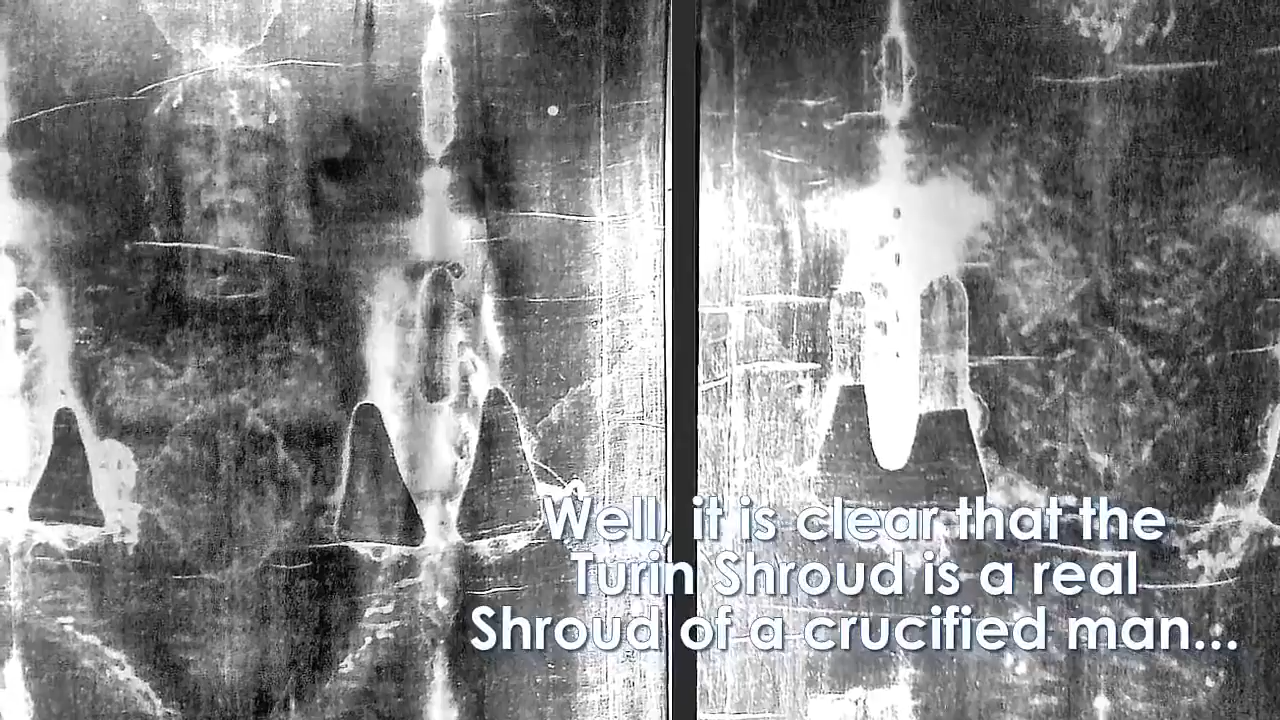 Well, it is clear that the
Turin Shroud is a real
Shroud of a crucified man...